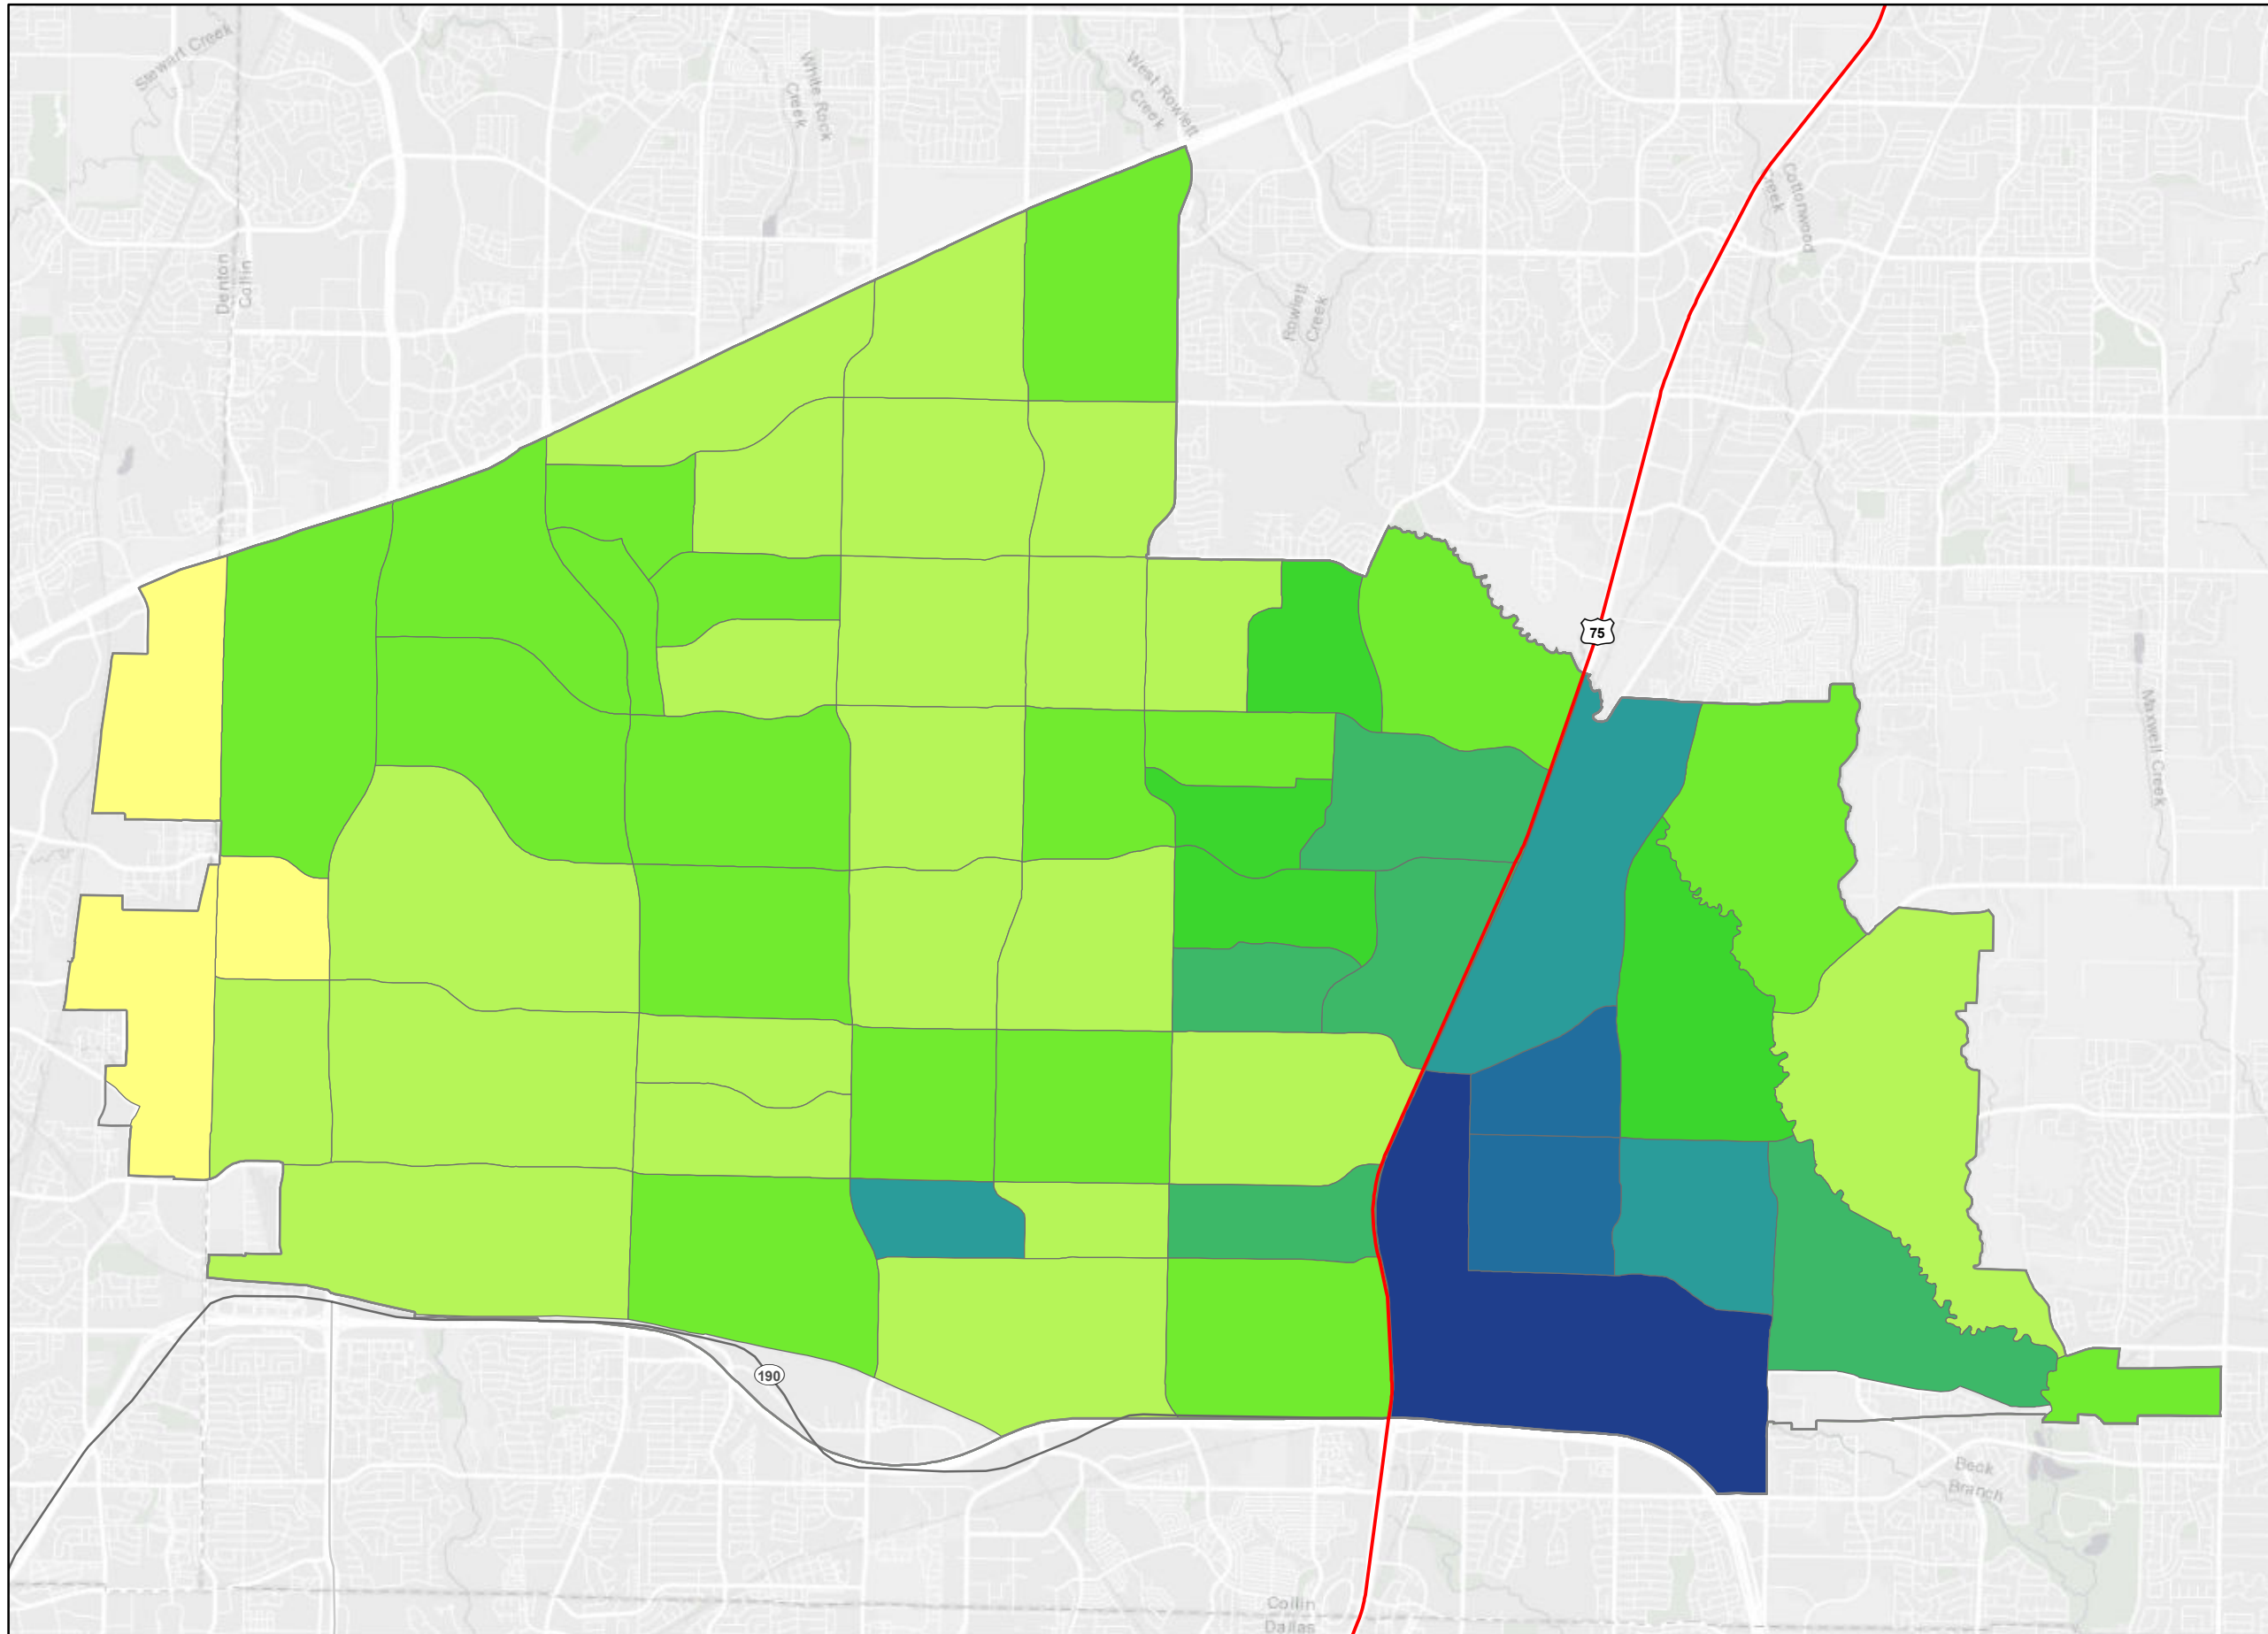 Stewart Creek
White Rock
Creek
West Rowlett
Creek
Cottonwood
Creek
Denton
Collin
Rowlett
Creek
75
Maxwell Creek
190
Beck
Branch
Collin
Dallas